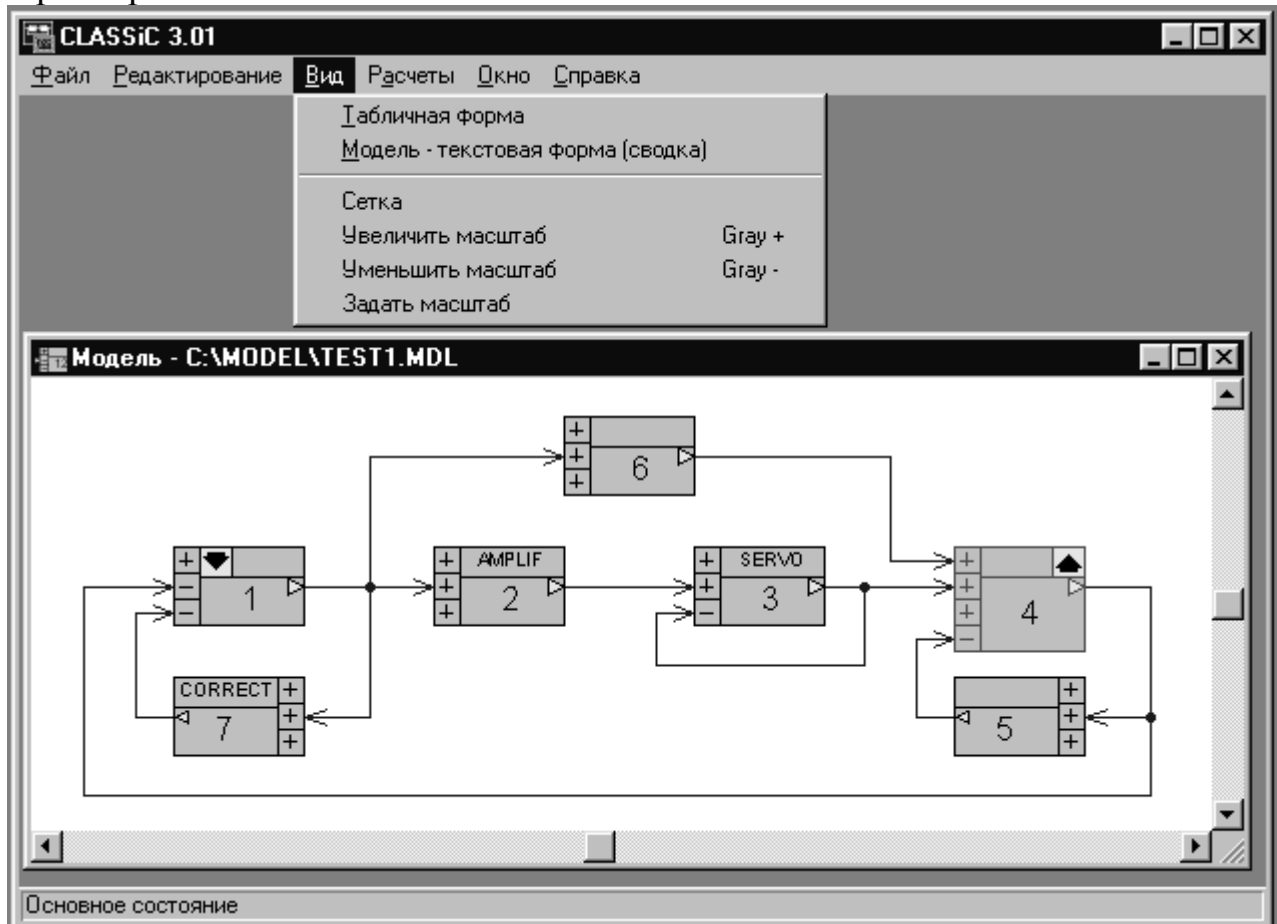 CLASSiC 3.01
Файл Редактирование Вид Расчеты Окно Справка
Табличная форма
Модель - текстовая форма (сводка)
Сетка
Увеличить масштаб Gray +
Уменьшить масштаб Gray -
Задать масштаб
Модель - C:\MODEL\TEST1.MDL
+
+ 6
+
+ + AMPLIF + SERVO +
- 1 + 2 + 3 + 4
- + - +
-
CORRECT + +
7 + 5 +
+ +
Основное состояние